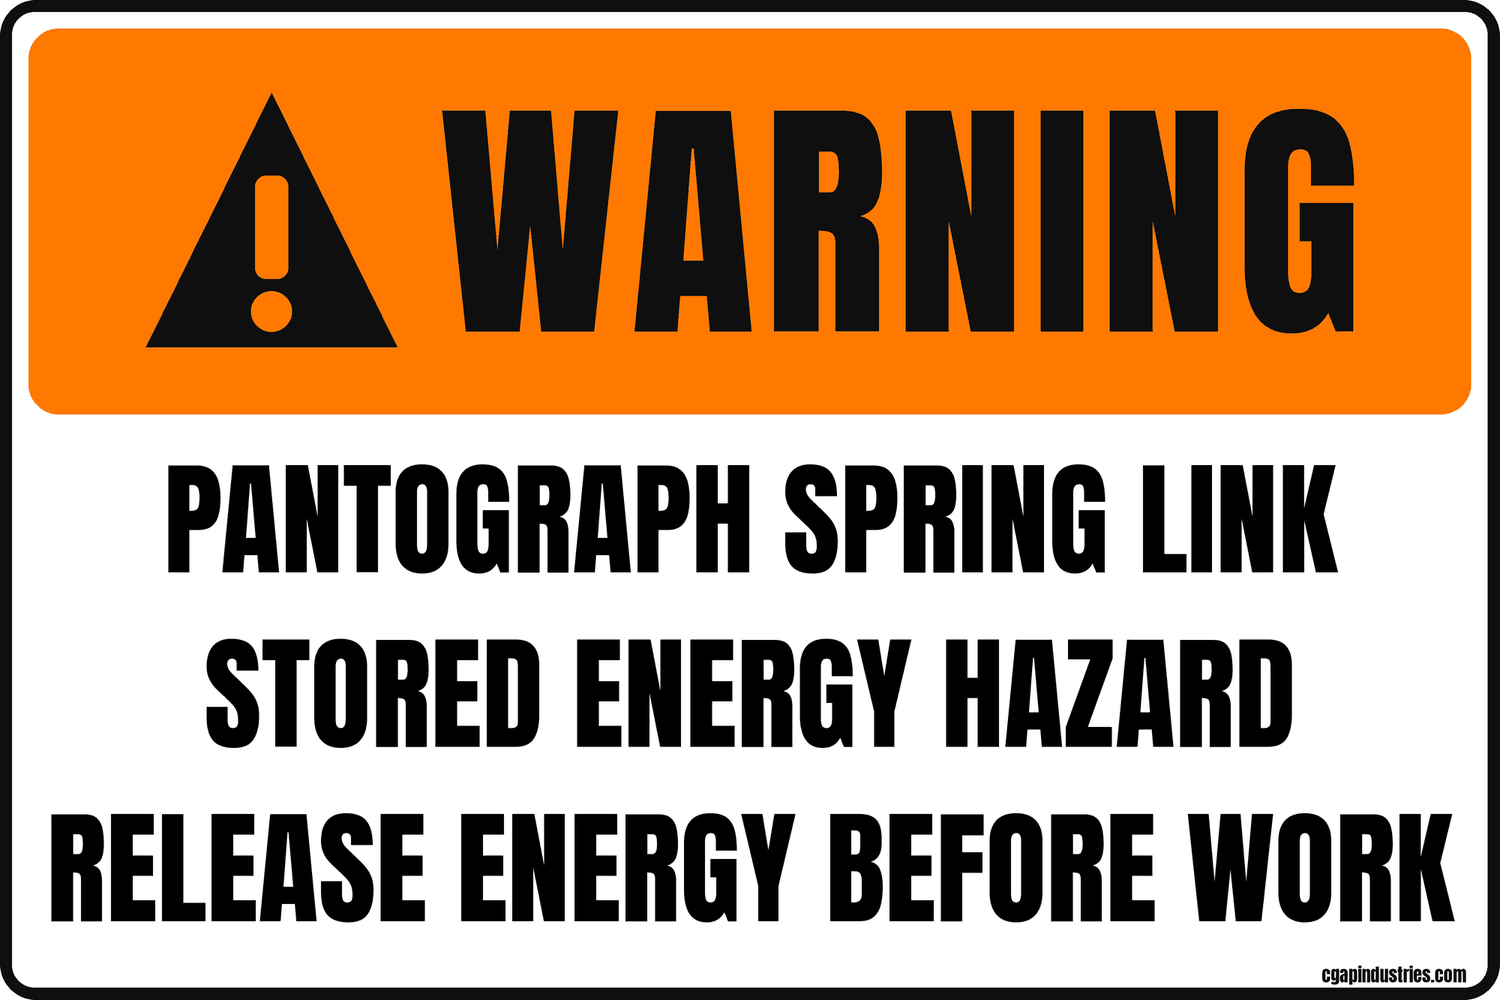 WARNING
PANTOGRAPH SPRING LINK
STORED ENERGY HAZARD
RELEASE ENERGY BEFORE WORK
cgapindustries.com